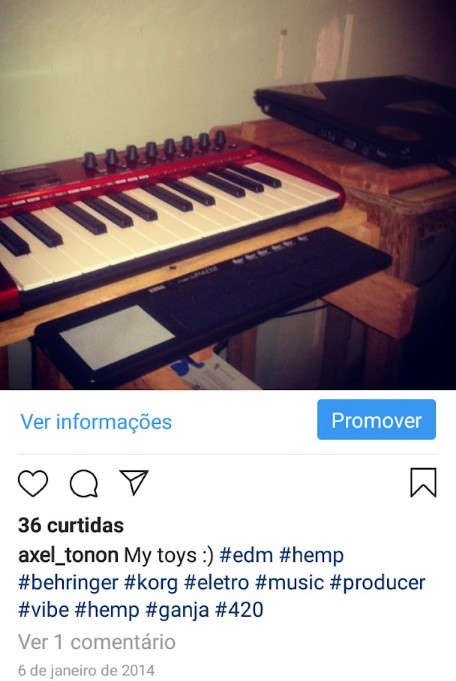 KORG nanoPAD2
Ver informações
Promover
36 curtidas
axel_tonon My toys :) #edm #hemp
#behringer #korg #eletro #music #producer
#vibe #hemp #ganja #420
Ver 1 comentário
6 de janeiro de 2014